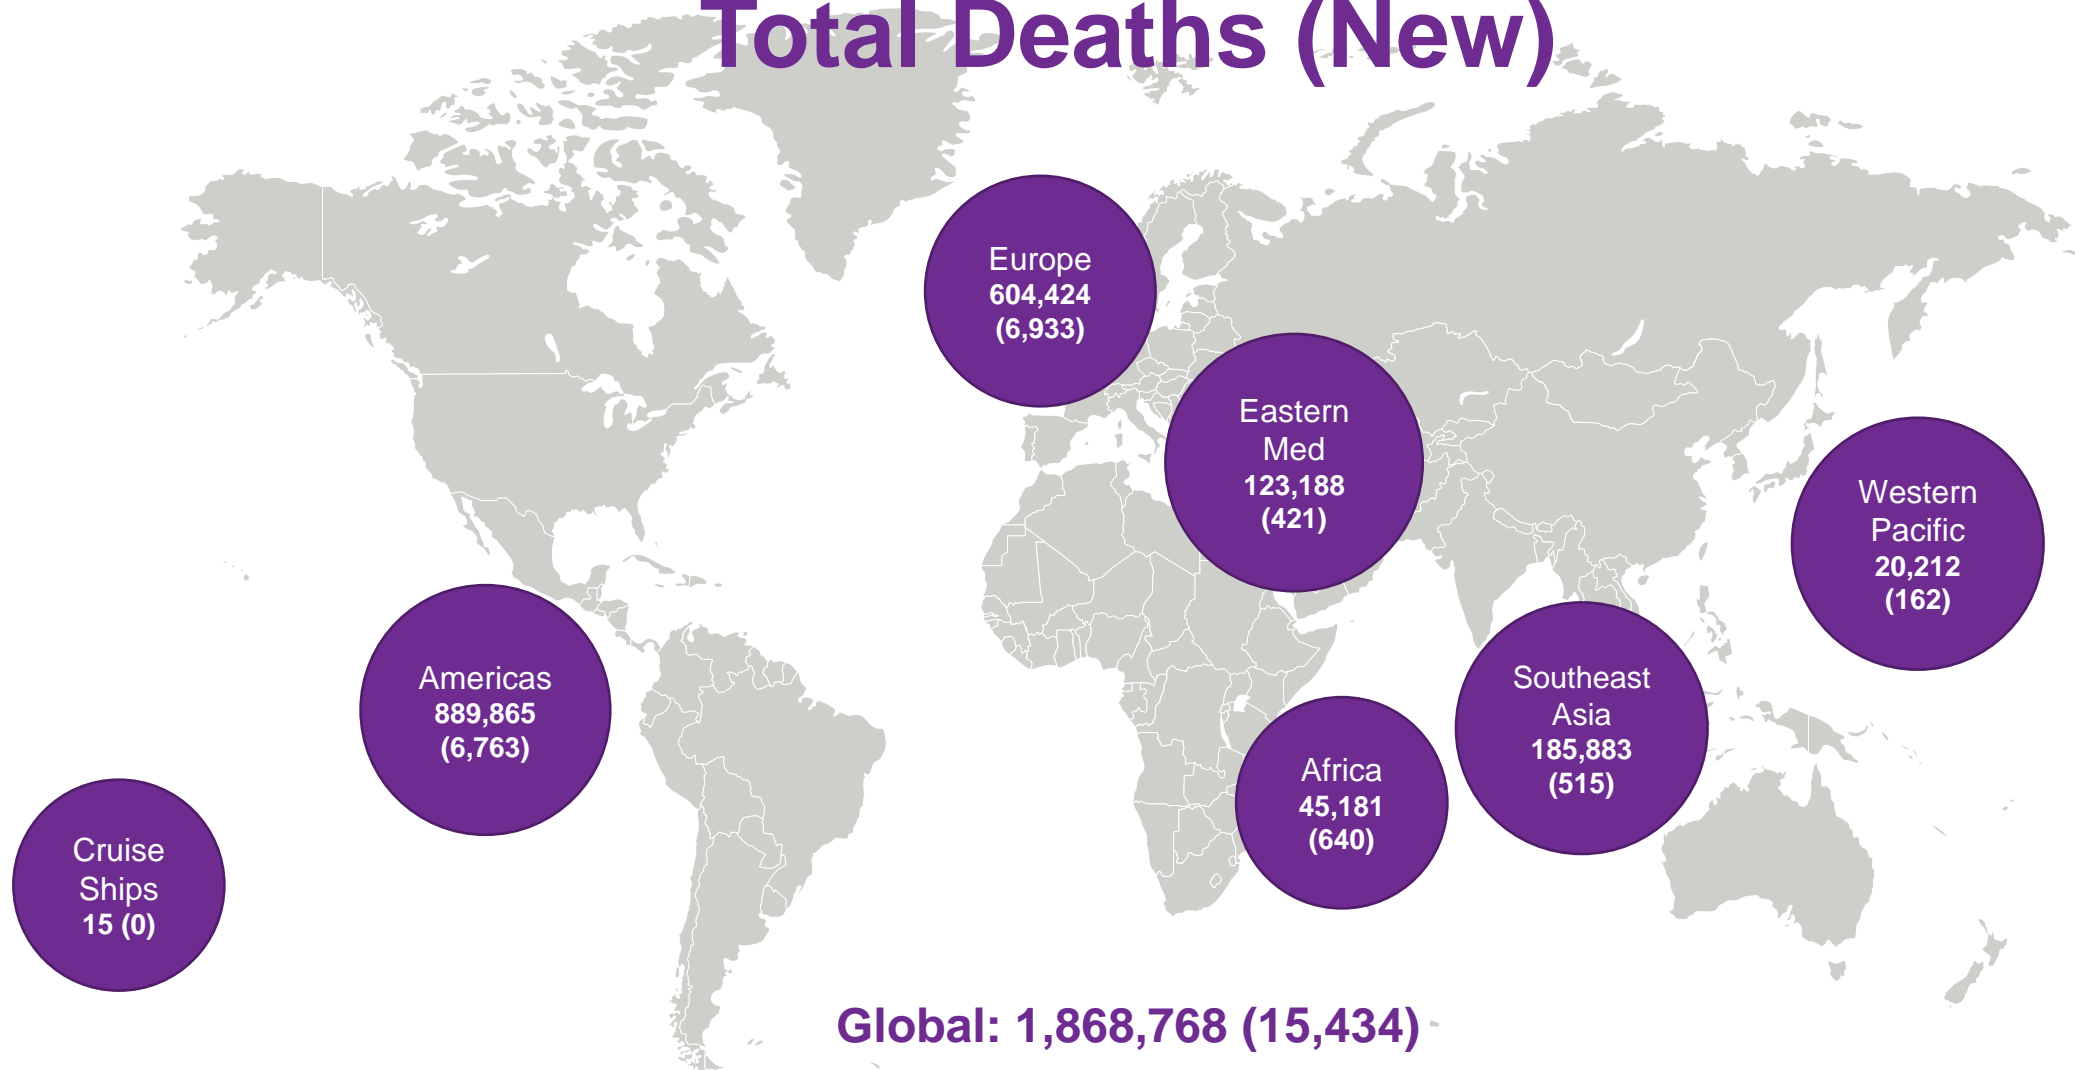 Total Deaths (New)
Europe
604,424
(6,933)
Eastern
Med
123,188
(421)
Western
Pacific
20,212
(162)
Americas
889,865
(6,763)
Southeast
Asia
185,883
(515)
Africa
45,181
(640)
Cruise
Ships
15 (0)
Global: 1,868,768 (15,434)